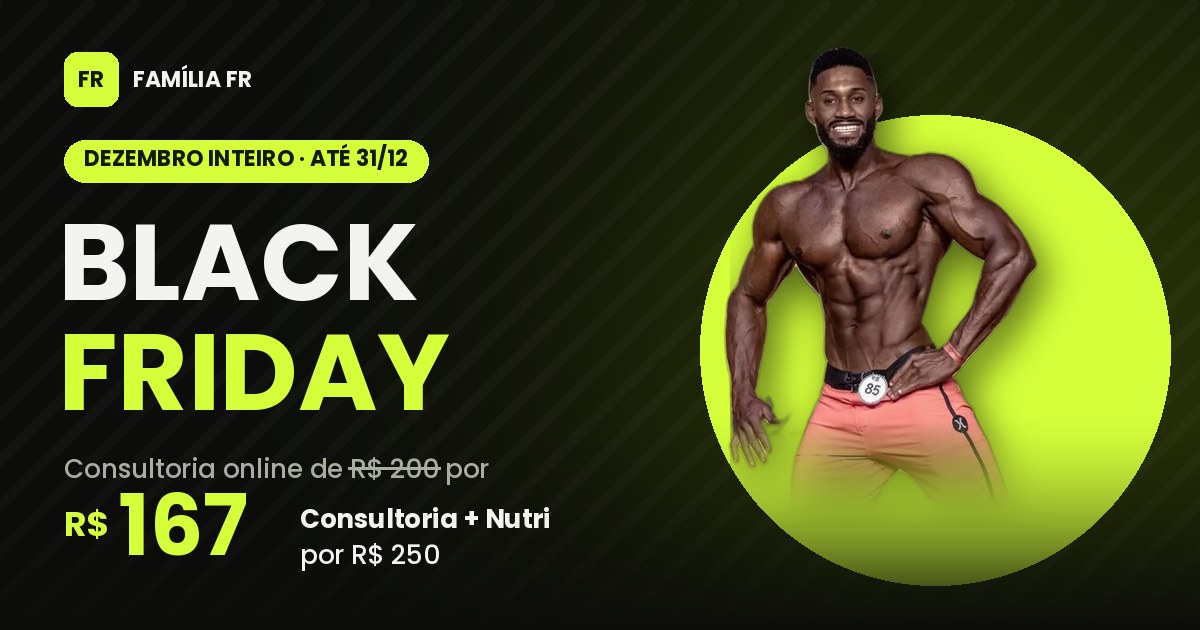 FR FAMÍLIA FR
DEZEMBRO INTEIRO · ATÉ 31/12
BLACK
FRIDAY
Consultoria online de R$ 200 por
R$ 167
Consultoria + Nutri
por R$ 250
85